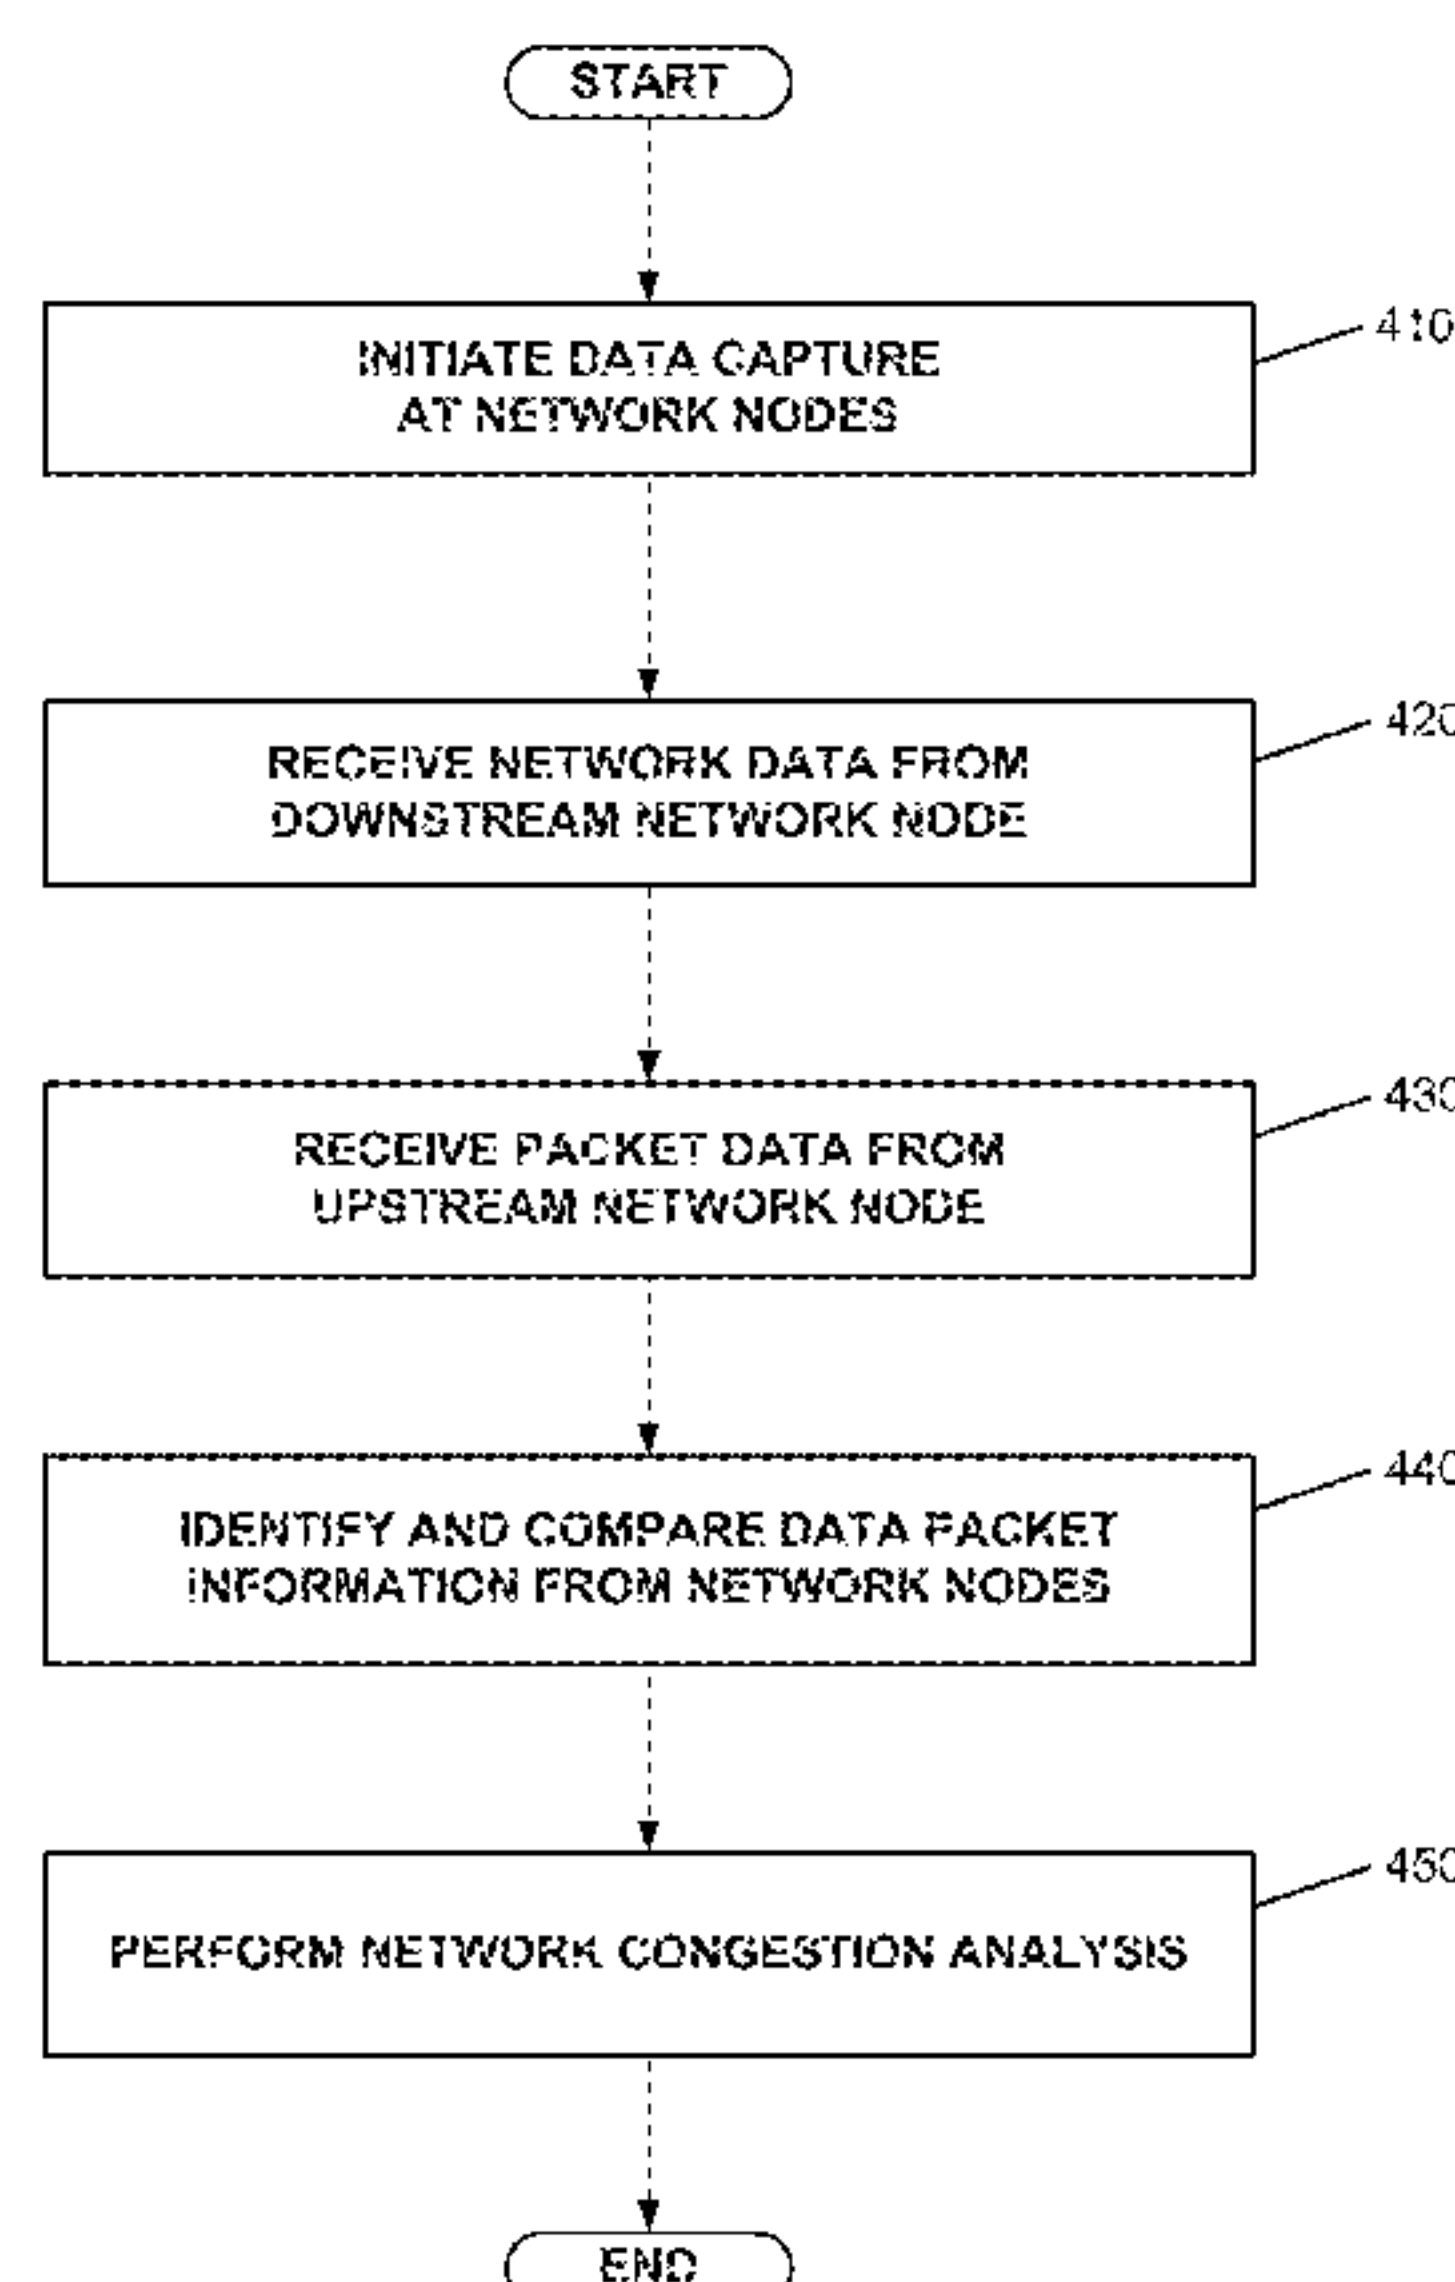 START
INITIATE DATA CAPTURE
AT NETWORK NODES
410
RECEIVE NETWORK DATA FROM
DOWNSTREAM NETWORK NODE
420
RECEIVE PACKET DATA FROM
UPSTREAM NETWORK NODE
430
IDENTIFY AND COMPARE DATA PACKET
INFORMATION FROM NETWORK NODES
440
PERFORM NETWORK CONGESTION ANALYSIS
450
END